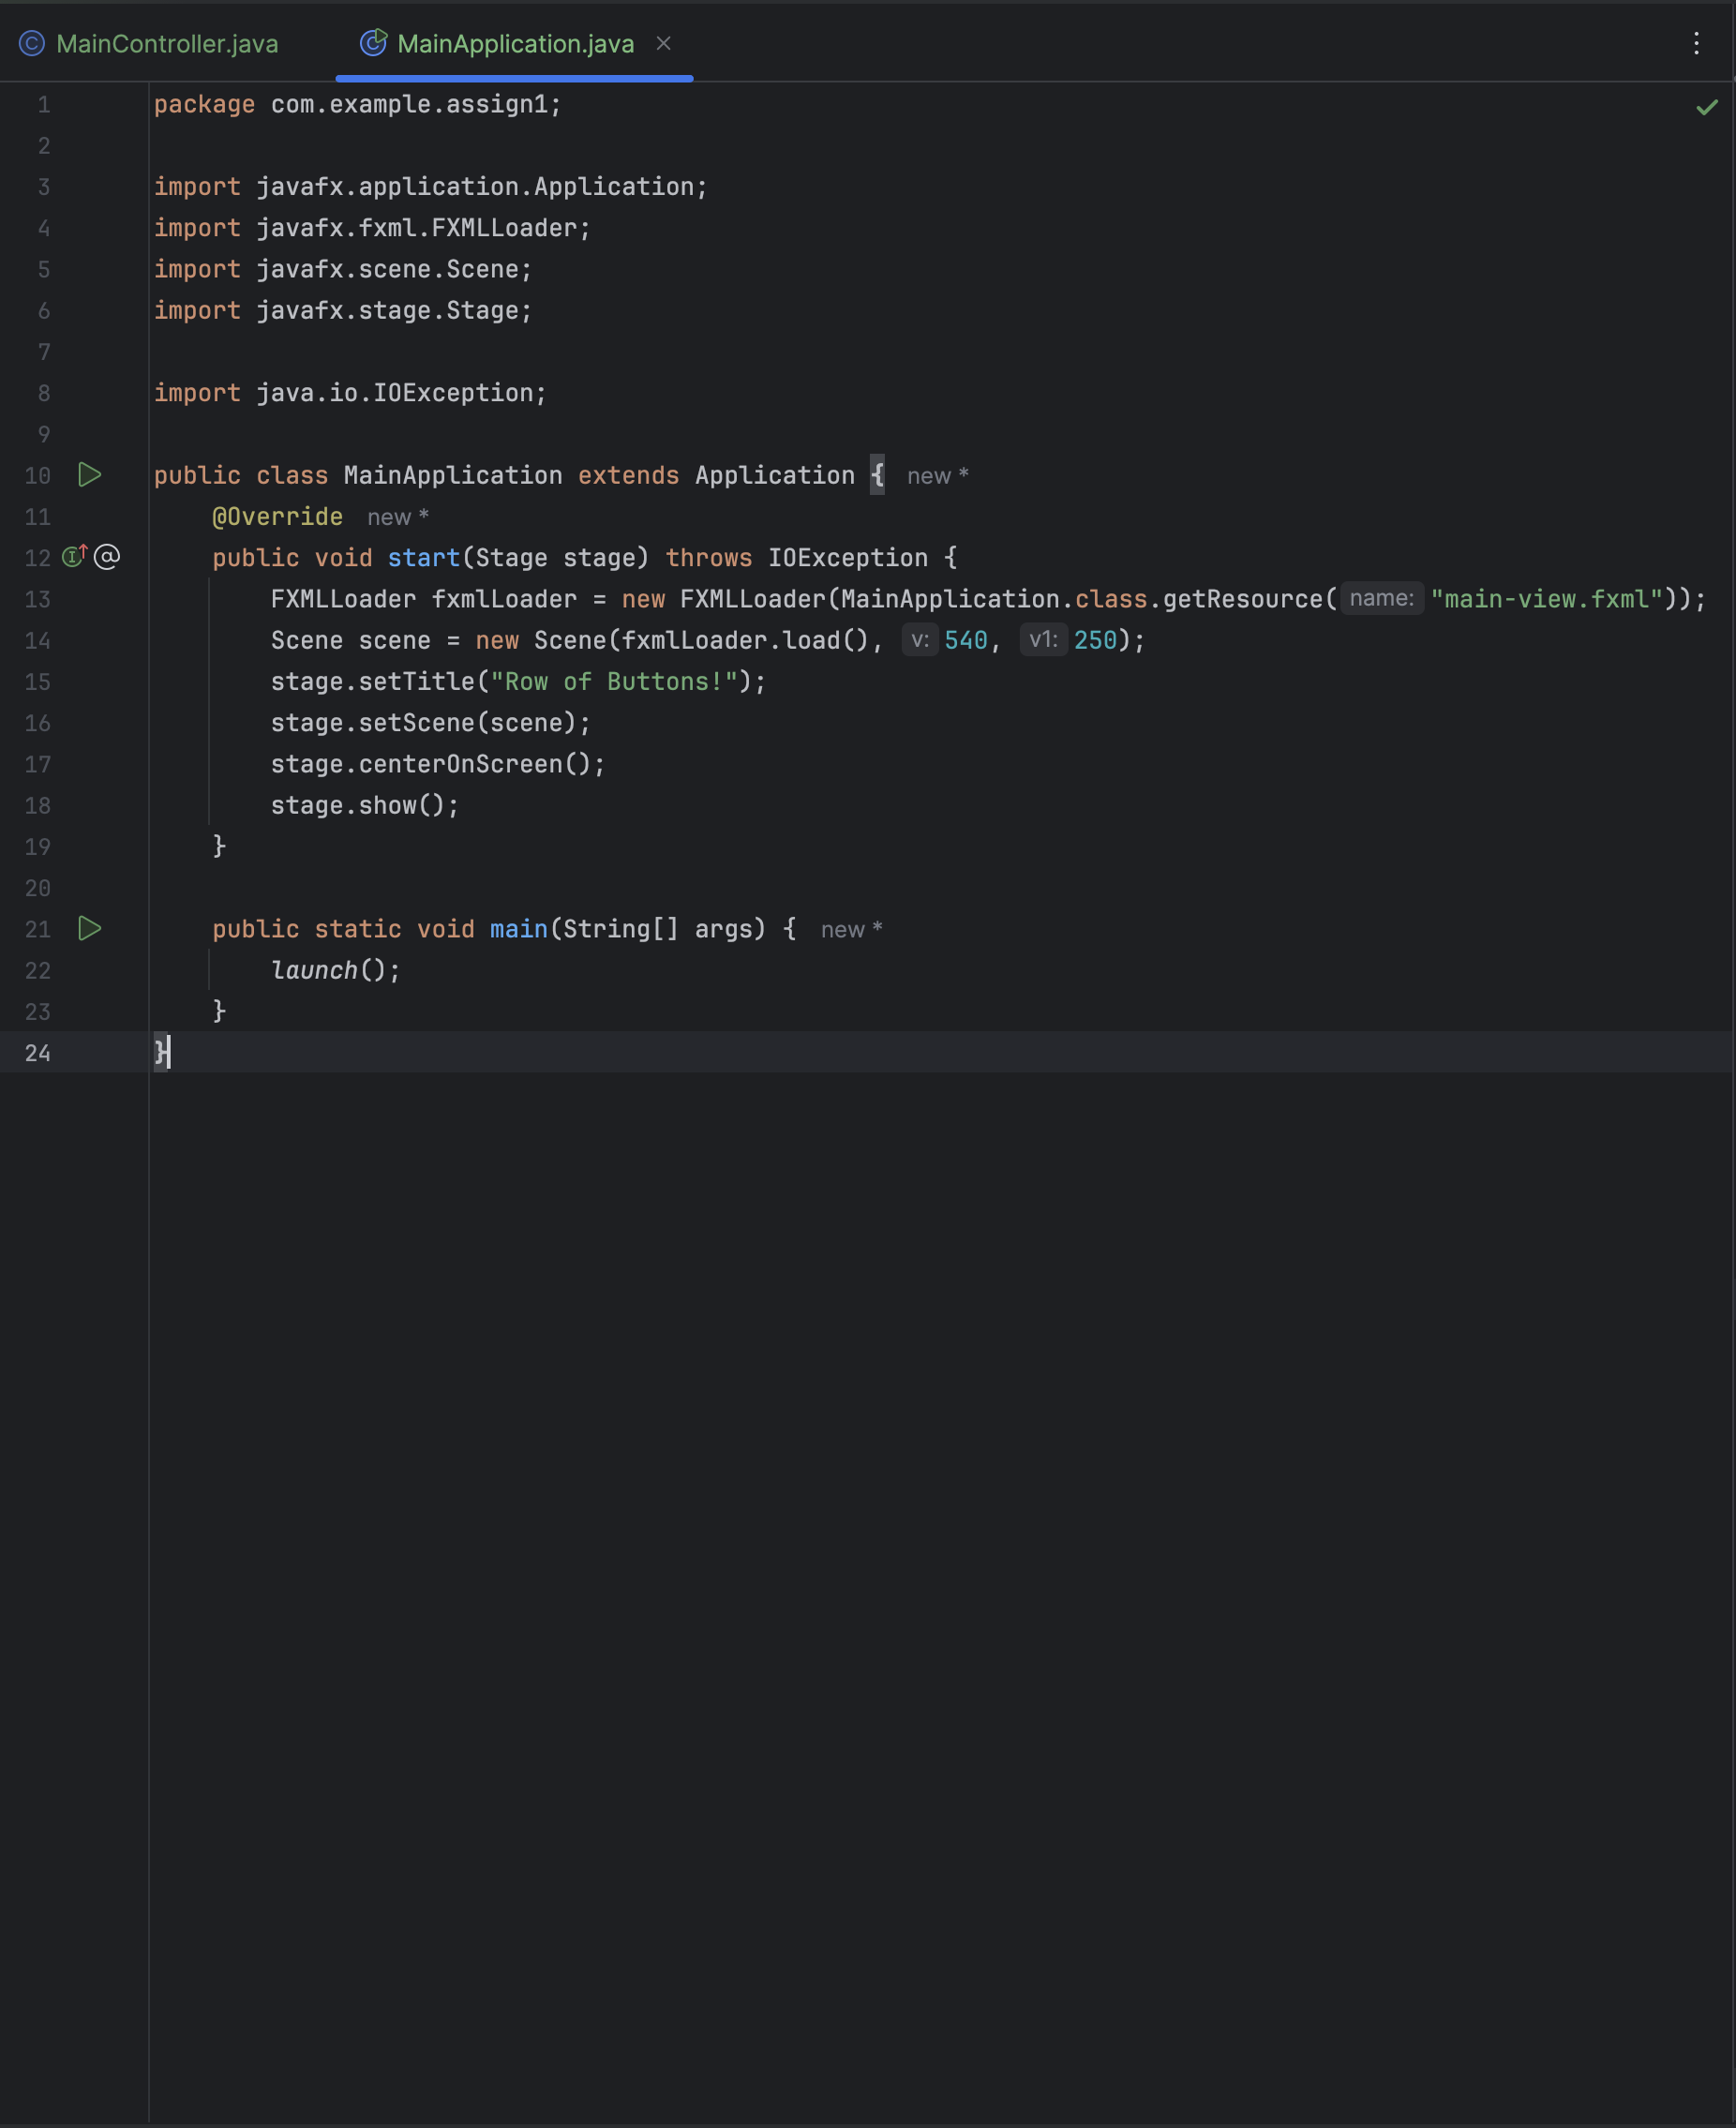 MainController.java
MainApplication.java
1 package com.example.assign1;
2
3 import javafx.application.Application;
4 import javafx.fxml.FXMLLoader;
5 import javafx.scene.Scene;
6 import javafx.stage.Stage;
7
8 import java.io.IOException;
9
10 public class MainApplication extends Application { new *
11 @Override new *
12 public void start(Stage stage) throws IOException {
13 FXMLLoader fxmlLoader = new FXMLLoader(MainApplication.class.getResource( name: "main-view.fxml"));
14 Scene scene = new Scene(fxmlLoader.load(), v: 540, v1: 250);
15 stage.setTitle("Row of Buttons!");
16 stage.setScene(scene);
17 stage.centerOnScreen();
18 stage.show();
19 }
20
21 public static void main(String[] args) { new *
22 launch();
23 }
24 }